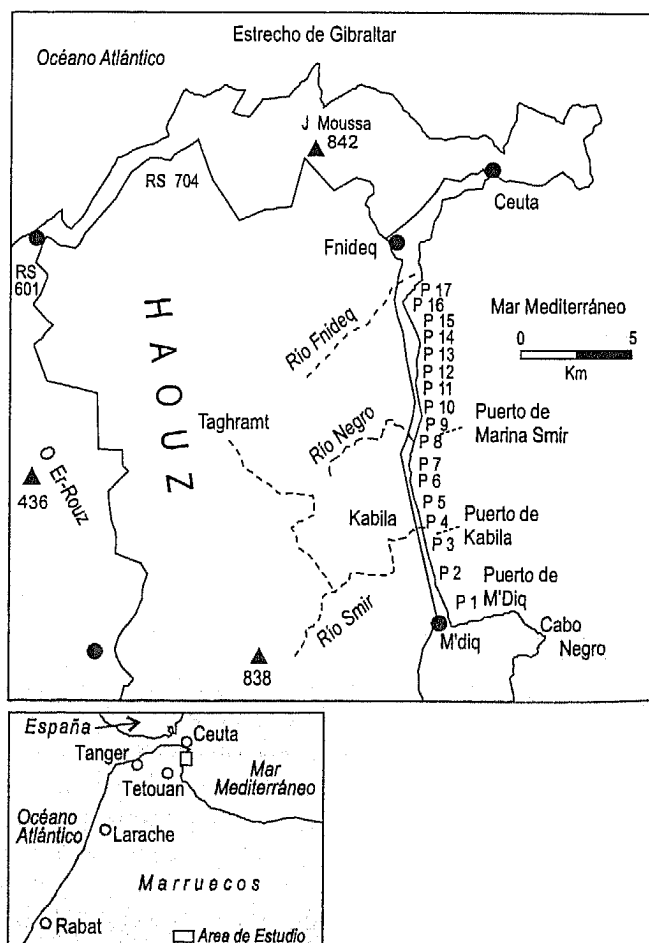 Estrecho de Gibraltar
Océano Atlántico
J Moussa
842
RS 704
Ceuta
Fnideq
RS
601
P 17
P 16
Mar Mediterráneo
P 15
0 5
P 14
Río Fnideq
P 13
Km
HAOUZ
P 12
P 11
Taghramt
P 10
Río Negro
P 9
Puerto de
Marina Smir
P 8
O Er-Rouz
P 7
436
P 6
P 5
Kabila
P 4
Puerto de
Kabila
P 3
P 2
Puerto de
M'Diq
Río Smir
P 1
Cabo
Negro
M'diq
838
España
Ceuta
Tanger
Mar
Mediterráneo
Tetouan
Océano
Atlántico
Larache
Marruecos
Rabat
Area de Estudio